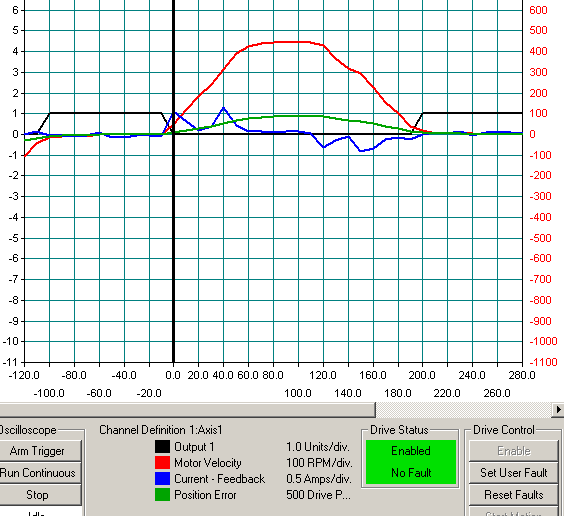 6 600
5 500
4 400
3 300
2 200
1 100
0 0
-1 -100
-2 -200
-3 -300
-4 -400
-5 -500
-6 -600
-7 -700
-8 -800
-9 -900
-10 -1000
-11 -1100
-120.0 -80.0 -40.0 0.0 20.0 40.0 60.0 80.0 120.0 160.0 200.0 240.0 280.0
-100.0 -60.0 -20.0 100.0 140.0 180.0 220.0 260.0
Oscilloscope Channel Definition 1:Axis1 Drive Status Drive Control
Arm Trigger Output 1 1.0 Units/div. Enabled Enable
Run Continuous Motor Velocity 100 RPM/div. No Fault Set User Fault
Stop Current - Feedback 0.5 Amps/div. Reset Faults
Idle Position Error 500 Drive P... Start Motion